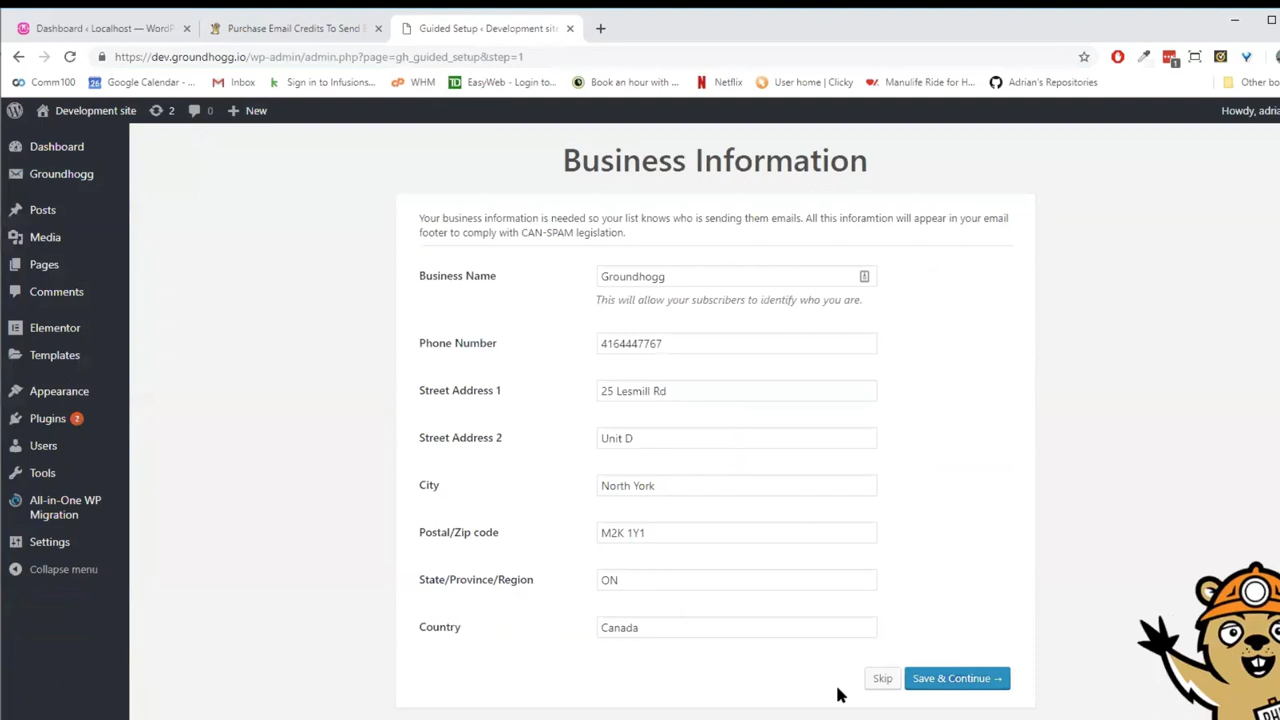 Dashboard ‹ Localhost — WordP
Purchase Email Credits To Send E
Guided Setup ‹ Development site
https://dev.groundhogg.io/wp-admin/admin.php?page=gh_guided_setup&step=1
Comm100
Google Calendar - ...
Inbox
Sign in to Infusions...
WHM
EasyWeb - Login to...
Book an hour with ...
Netflix
User home | Clicky
Manulife Ride for H...
Adrian's Repositories
Other bo
Development site
2
0
New
Howdy, adria
Dashboard
Groundhogg
Posts
Media
Pages
Comments
Elementor
Templates
Appearance
Plugins 2
Users
Tools
All-in-One WP
Migration
Settings
Collapse menu
Business Information
Your business information is needed so your list knows who is sending them emails. All this inforamtion will appear in your email
footer to comply with CAN-SPAM legislation.
Business Name
Groundhogg
This will allow your subscribers to identify who you are.
Phone Number
4164447767
Street Address 1
25 Lesmill Rd
Street Address 2
Unit D
City
North York
Postal/Zip code
M2K 1Y1
State/Province/Region
ON
Country
Canada
Skip
Save & Continue →